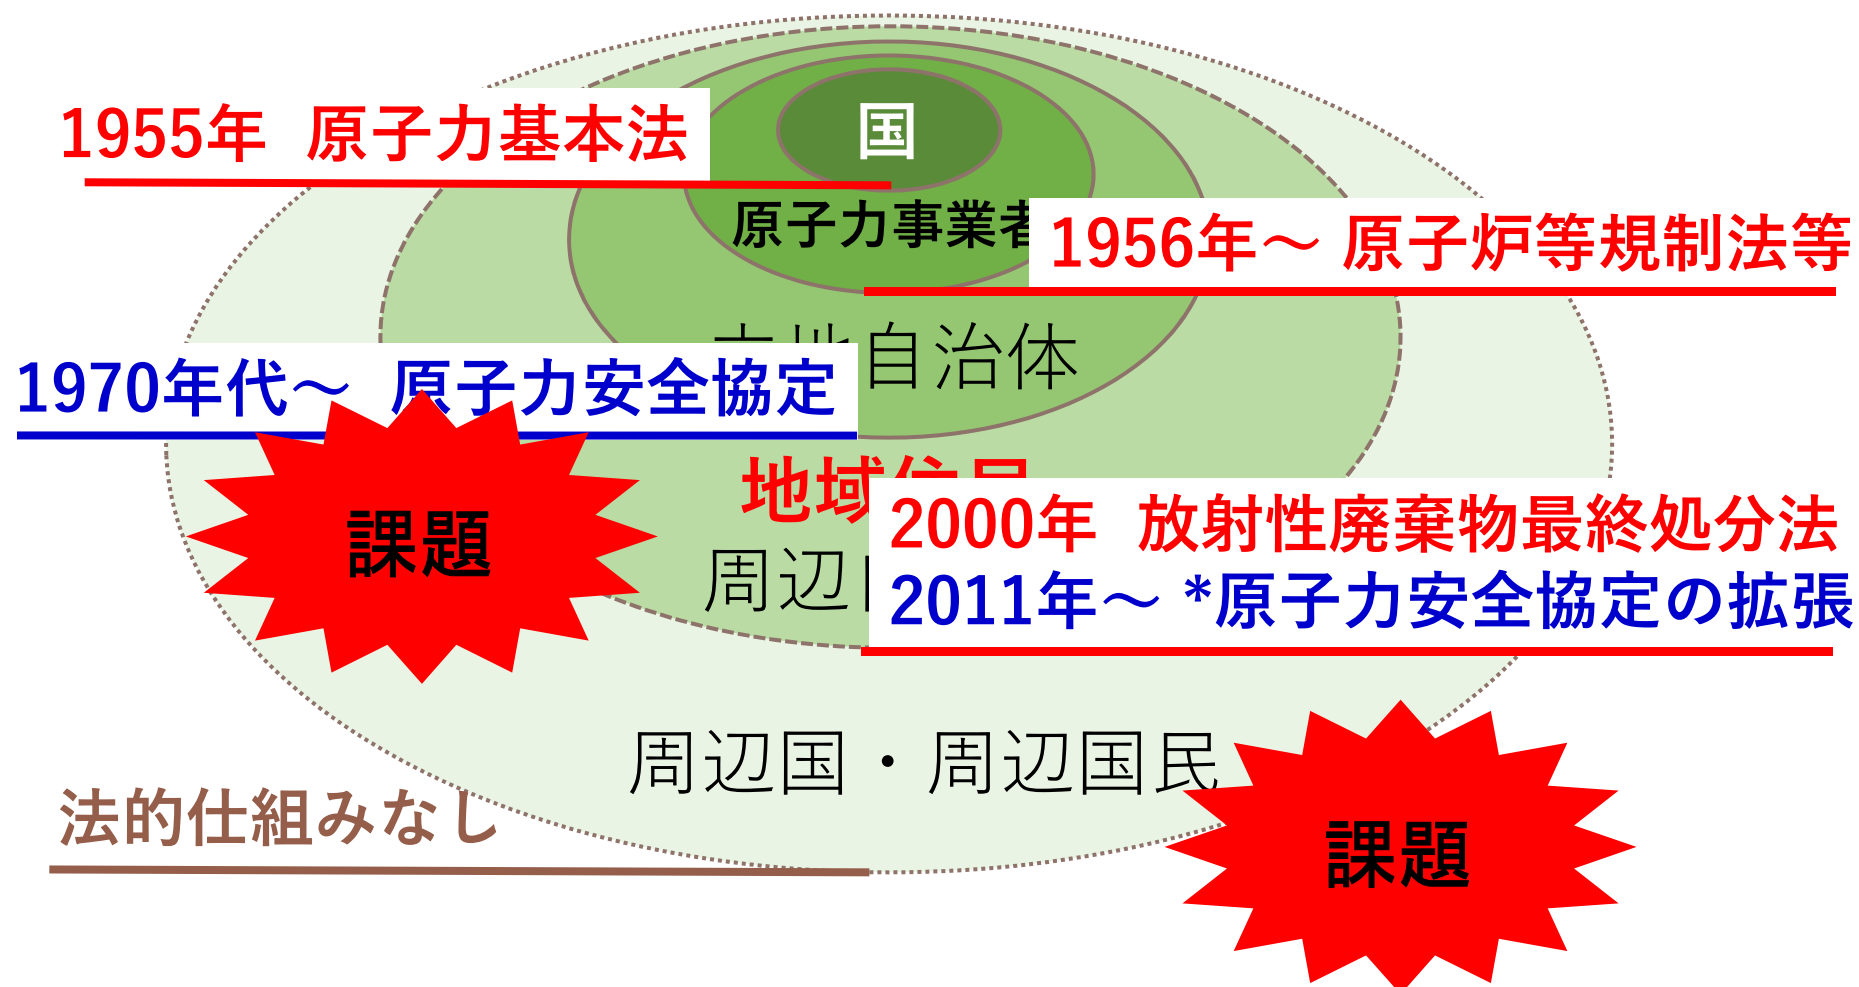 国
1955年 原子力基本法
原子力事業者
1956年～ 原子炉等規制法等
自治体
1970年代～ 原子力安全協定
地域住民
2000年 放射性廃棄物最終処分法
2011年～ *原子力安全協定の拡張
周辺
課題
周辺国・周辺国民
法的仕組みなし
課題